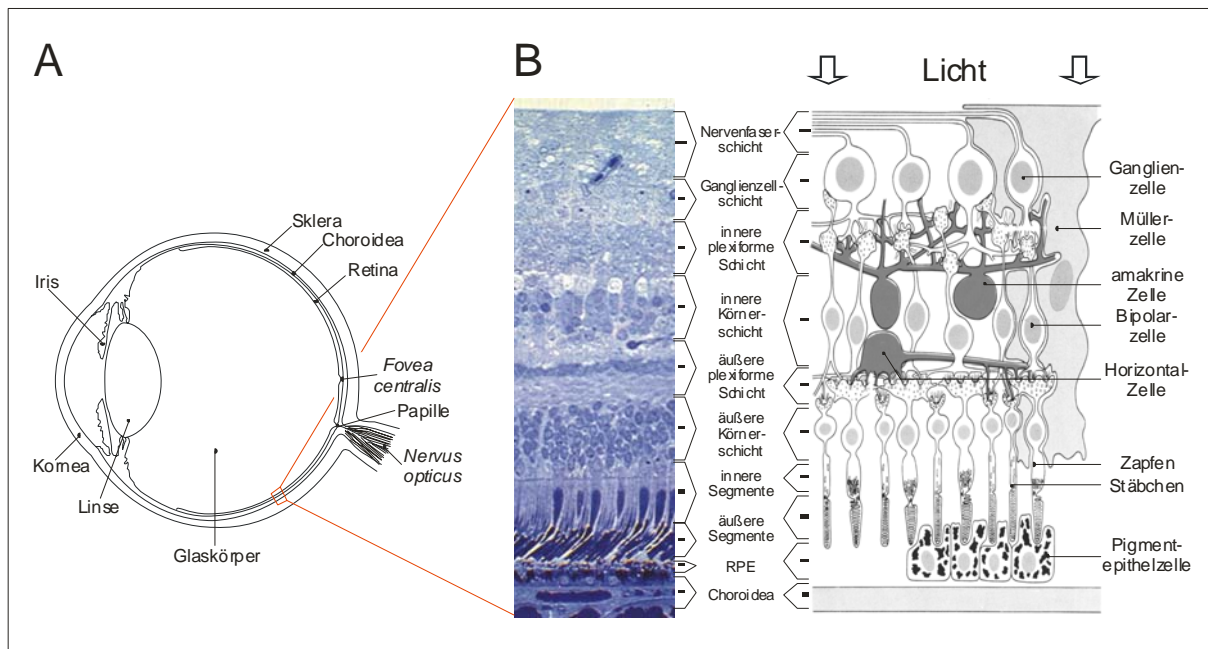 A
Sklera
Choroidea
Retina
Iris
Fovea
centralis
Papille
Nervus
opticus
Kornea
Linse
Glaskörper
B
Licht
Nervenfaser-
schicht
Ganglienzell-
schicht
innere
plexiforme
Schicht
innere
Körner-
schicht
äußere
plexiforme
Schicht
äußere
Körner-
schicht
innere
Segmente
äußere
Segmente
RPE
Choroidea
Ganglien-
zelle
Müller-
zelle
amakrine
Zelle
Bipolar-
zelle
Horizontal-
Zelle
Zapfen
Stäbchen
Pigment-
epithelzelle